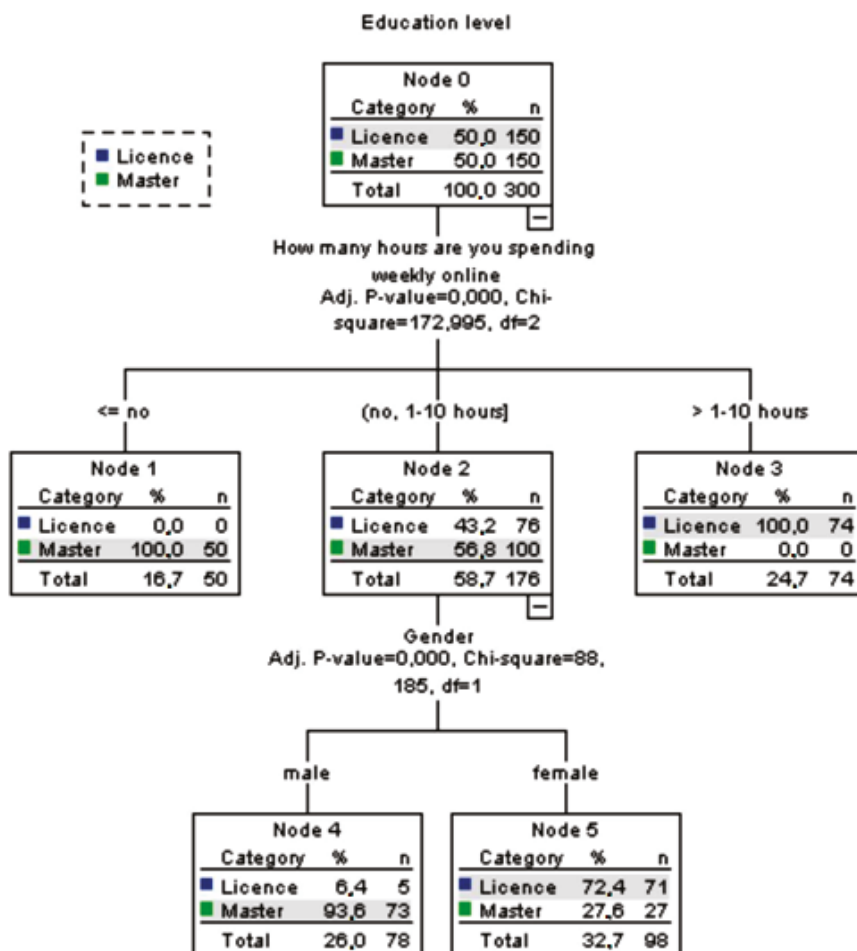 Education level
Licence
Master
Node 0
Category % n
Licence 50,0 150
Master 50,0 150
Total 100,0 300
How many hours are you spending
weekly online
Adj. P-value=0,000, Chi-
square=172,995, df=2
<= no
(no, 1-10 hours]
> 1-10 hours
Node 1
Category % n
Licence 0,0 0
Master 100,0 50
Total 16,7 50
Node 2
Category % n
Licence 43,2 76
Master 56,8 100
Total 58,7 176
Node 3
Category % n
Licence 100,0 74
Master 0,0 0
Total 24,7 74
Gender
Adj. P-value=0,000, Chi-square=88,
185, df=1
male
female
Node 4
Category % n
Licence 6,4 5
Master 93,6 73
Total 26,0 78
Node 5
Category % n
Licence 72,4 71
Master 27,6 27
Total 32,7 98